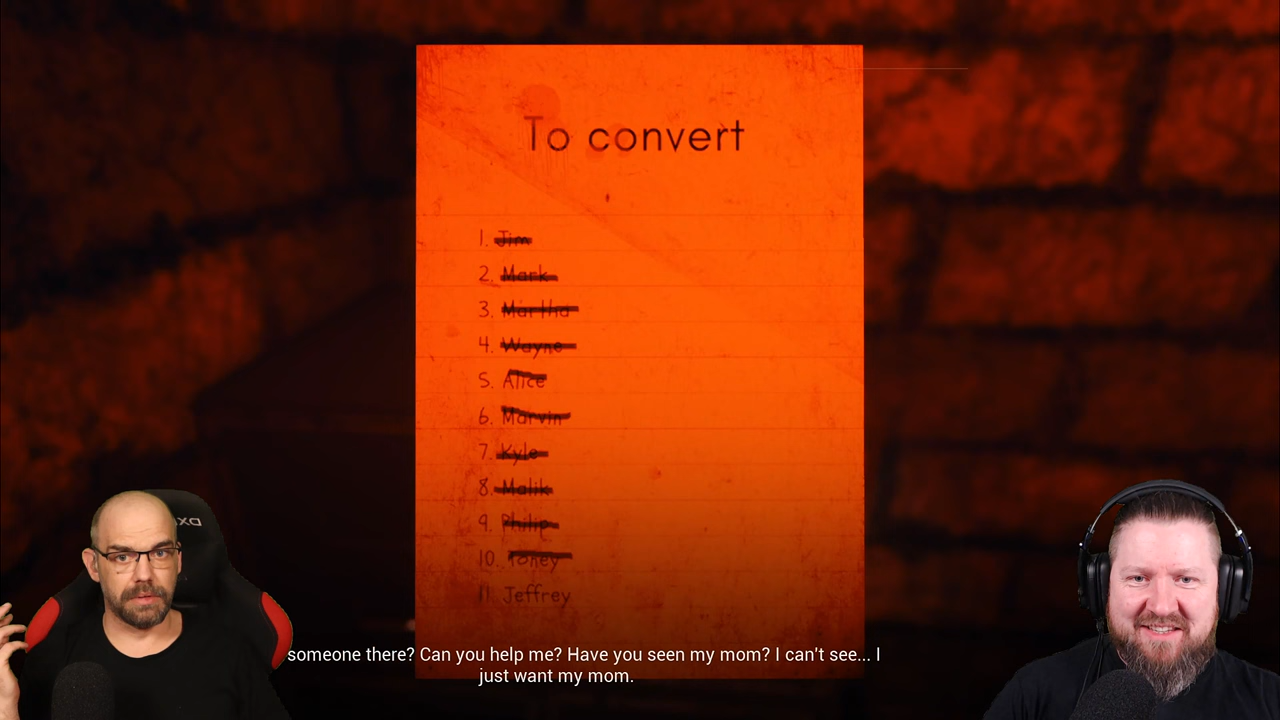 To convert
1. Jim
2. Mark
3. Martha
4. Wayne
5. Alice
6. Marvin
7. Kyle
8. Malik
9. Philip
10. Toney
11. Jeffrey
someone there? Can you help me? Have you seen my mom? I can't see... I
just want my mom.